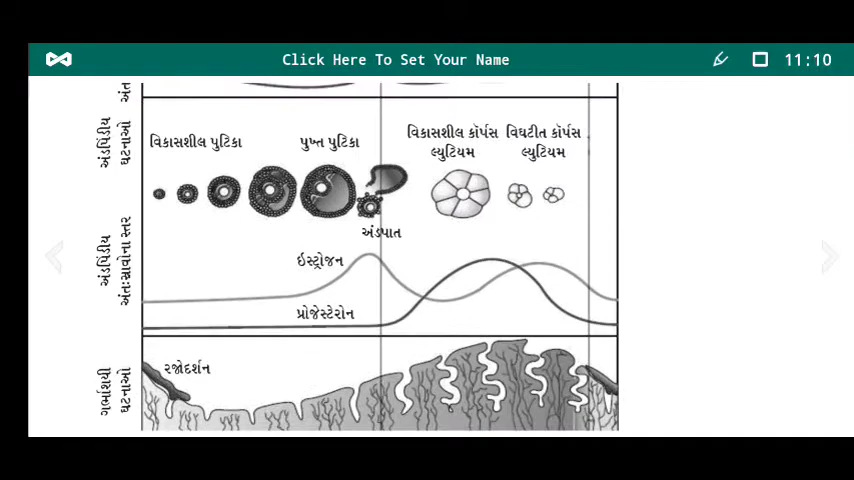 Click Here To Set Your Name
11:10
અંત
અંડપિંડીય
ઘટનાઓ
વિકાસશીલ પુટિકા
પુખ્ત પુટિકા
વિકાસશીલ કૉર્પસ
લ્યુટિયમ
વિઘટીત કૉર્પસ
લ્યુટિયમ
અંડપાત
અંડપિંડીય
અંતઃસ્રાવોના સ્તર
ઇસ્ટ્રોજન
પ્રોજેસ્ટેરોન
ગર્ભાશયી
ઘટનાઓ
રજોદર્શન